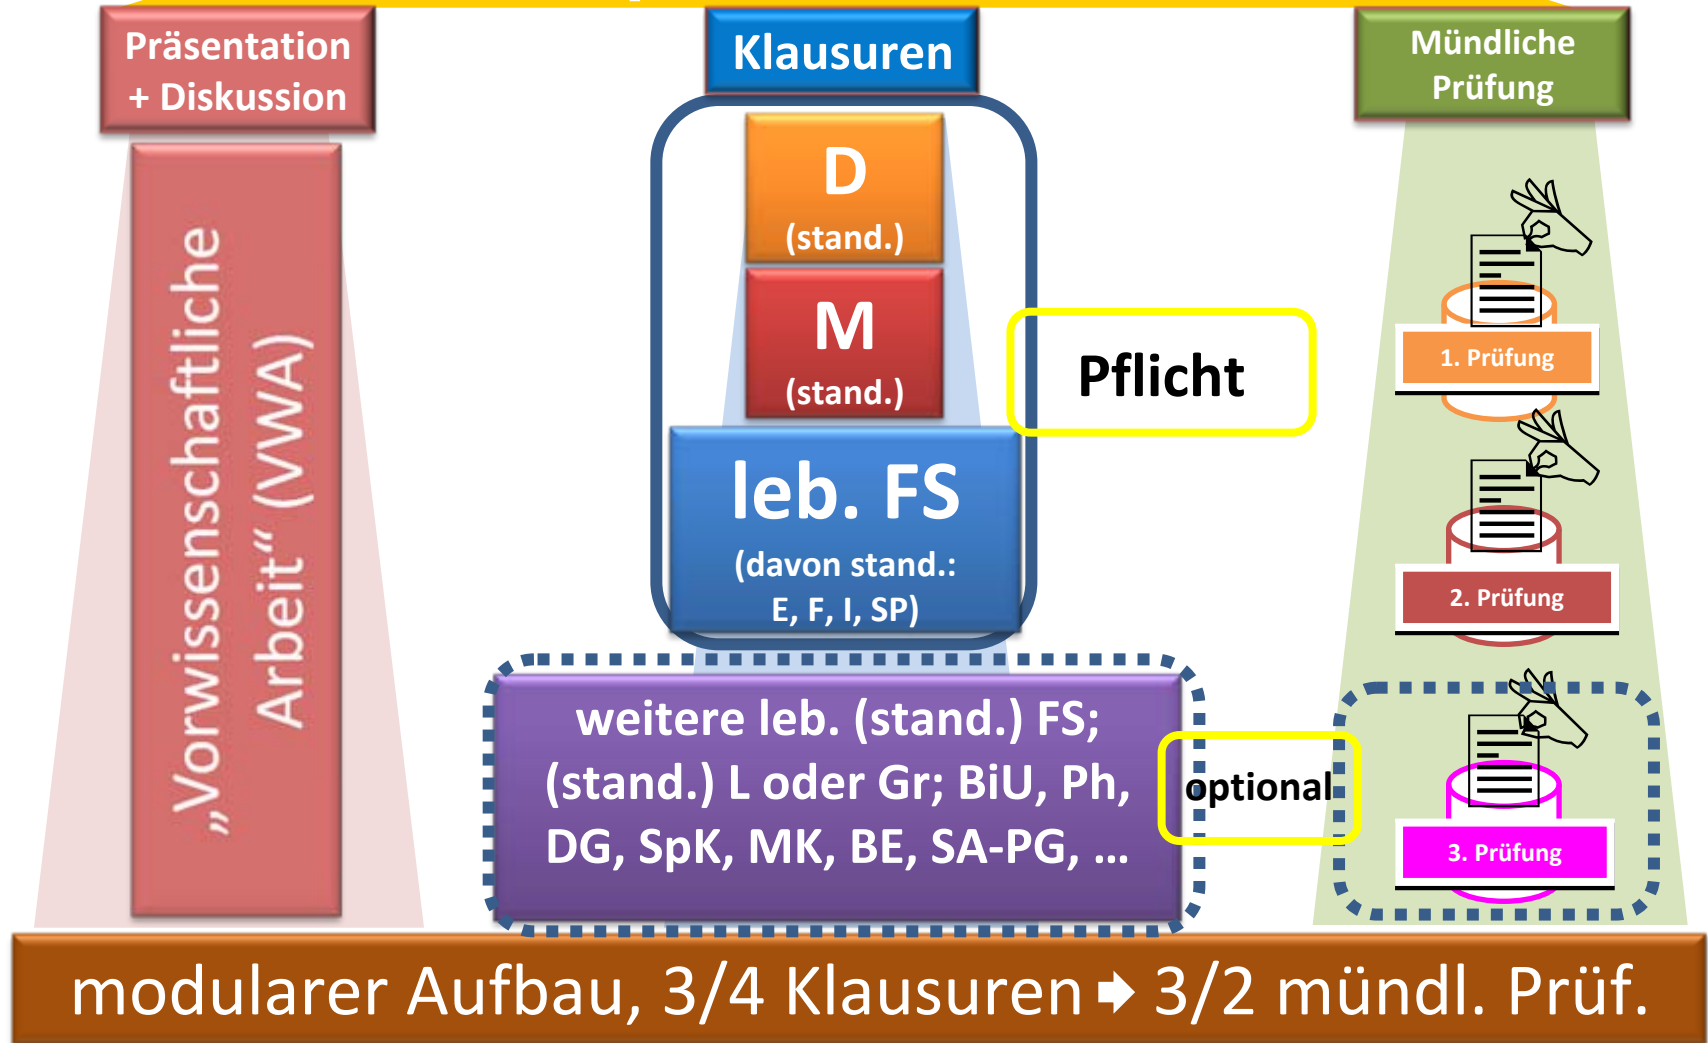 Präsentation
+ Diskussion
„Vorwissenschaftliche
Arbeit“ (VWA)
Klausuren
D
(stand.)
M
(stand.)
leb. FS
(davon stand.:
E, F, I, SP)
Pflicht
weitere leb. (stand.) FS;
(stand.) L oder Gr; BiU, Ph,
DG, SpK, MK, BE, SA-PG, ...
optional
Mündliche
Prüfung
1. Prüfung
2. Prüfung
3. Prüfung
modularer Aufbau, 3/4 Klausuren 🡆 3/2 mündl. Prüf.